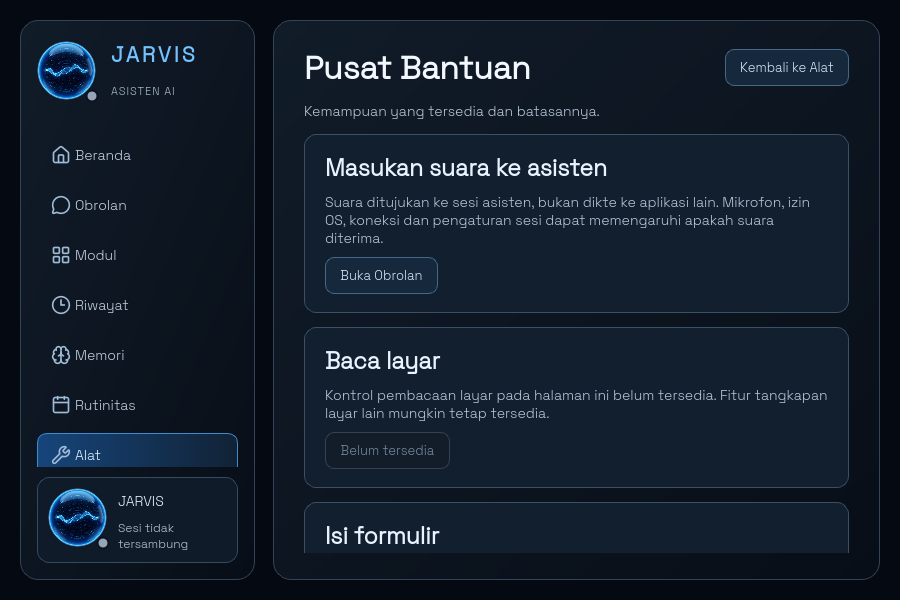 JARVIS
ASISTEN AI
Beranda
Obrolan
Modul
Riwayat
Memori
Rutinitas
Alat
JARVIS
Sesi tidak
tersambung
Pusat Bantuan
Kembali ke Alat
Kemampuan yang tersedia dan batasannya.
Masukan suara ke asisten
Suara ditujukan ke sesi asisten, bukan dikte ke aplikasi lain. Mikrofon, izin
OS, koneksi dan pengaturan sesi dapat memengaruhi apakah suara
diterima.
Buka Obrolan
Baca layar
Kontrol pembacaan layar pada halaman ini belum tersedia. Fitur tangkapan
layar lain mungkin tetap tersedia.
Belum tersedia
Isi formulir